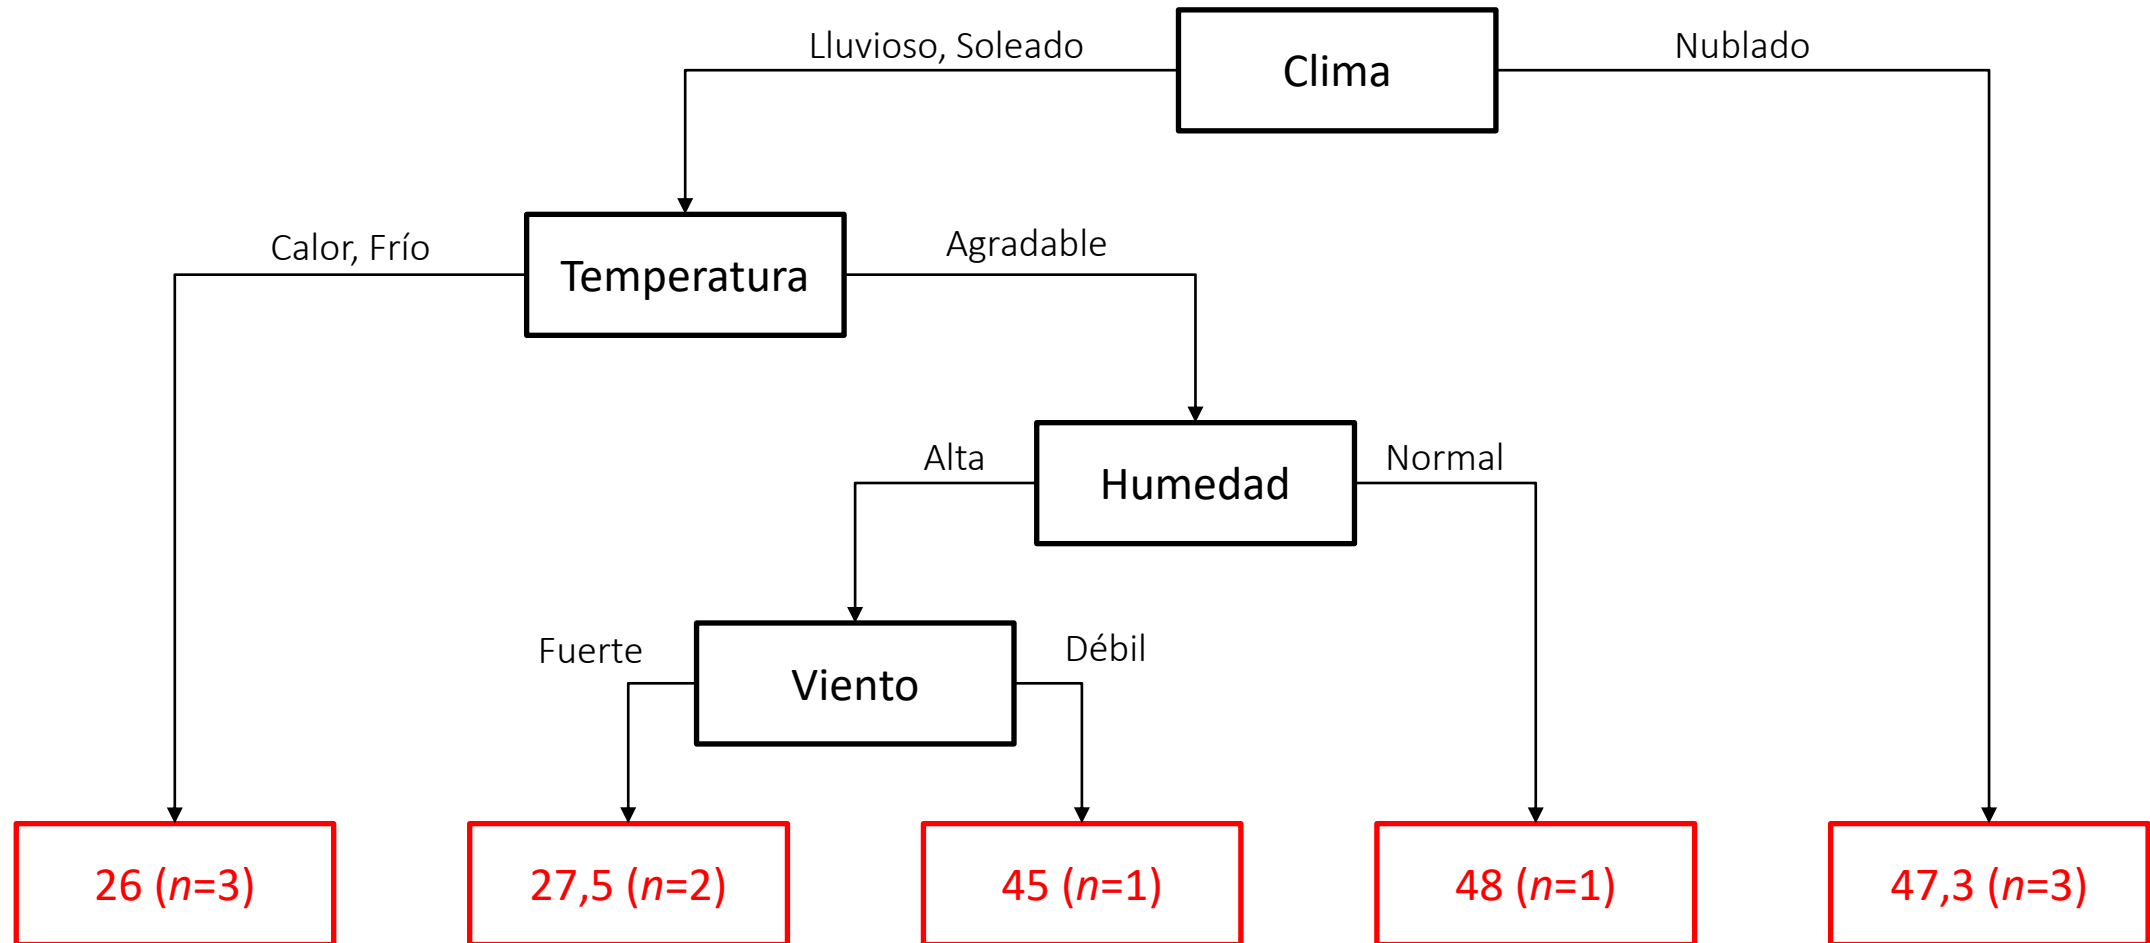 Lluvioso, Soleado
Clima
Nublado
Calor, Frío
Temperatura
Agradable
Alta
Humedad
Normal
Fuerte
Viento
Débil
26 (n=3)
27,5 (n=2)
45 (n=1)
48 (n=1)
47,3 (n=3)